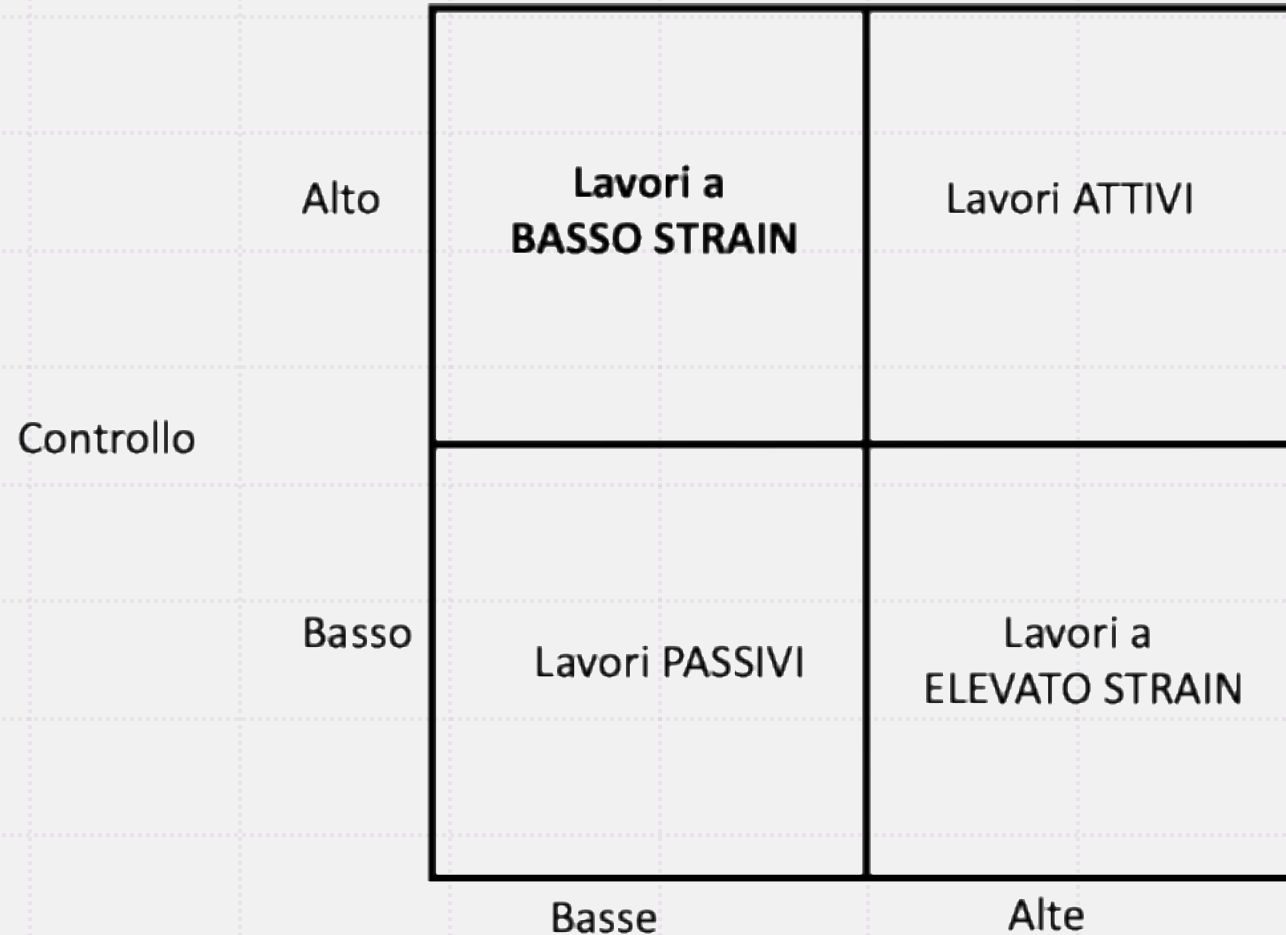 Alto
Lavori a
BASSO STRAIN
Lavori ATTIVI
Controllo
Basso
Lavori PASSIVI
Lavori a
ELEVATO STRAIN
Basse
Alte